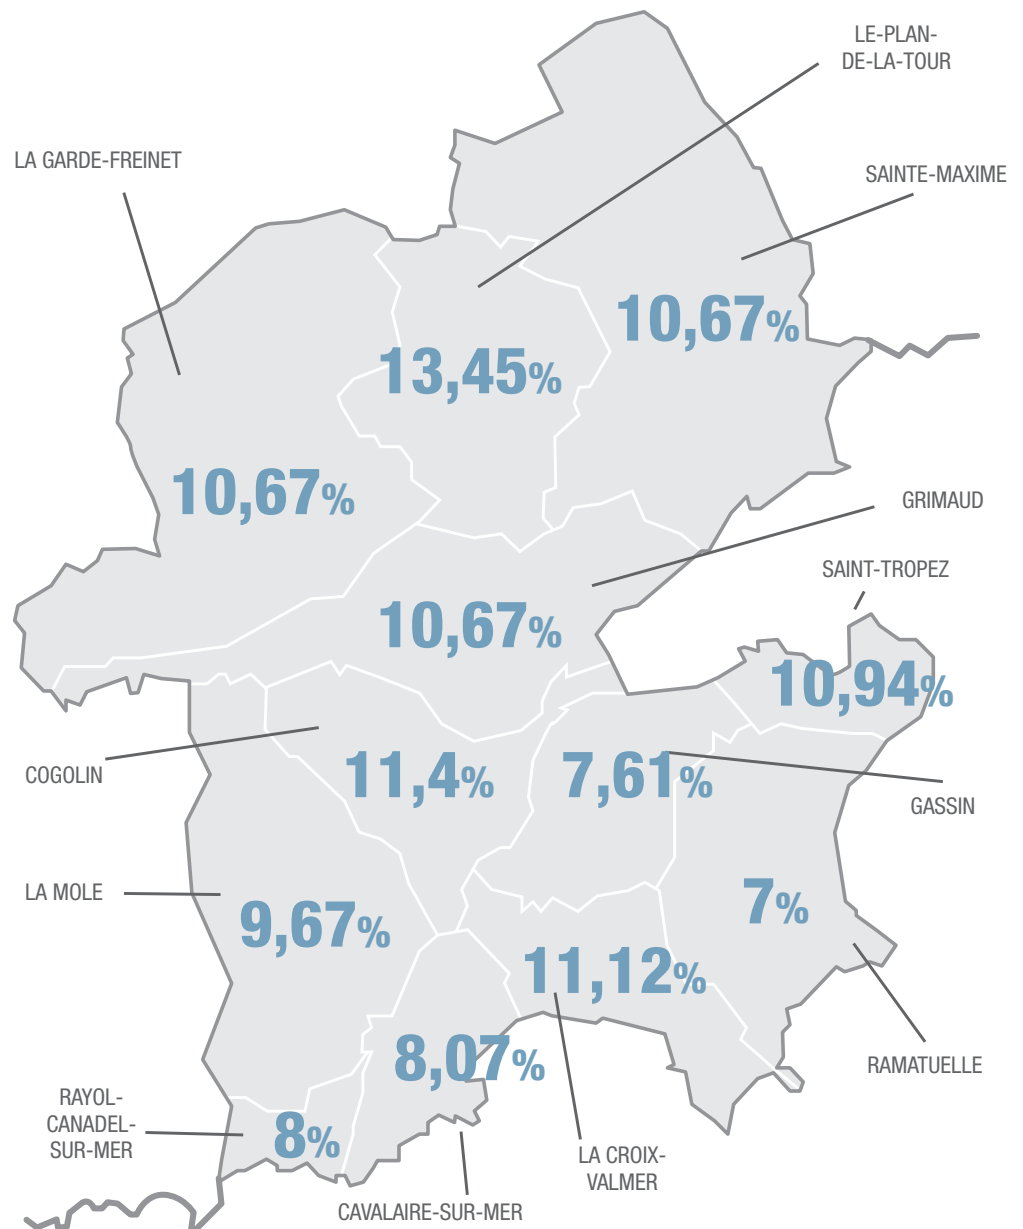 LE-PLAN-
DE-LA-TOUR
LA GARDE-FREINET
SAINTE-MAXIME
10,67%
13,45%
10,67%
GRIMAUD
SAINT-TROPEZ
10,67%
10,94%
COGOLIN
11,4%
7,61%
GASSIN
LA MOLE
7%
9,67%
11,12%
8,07%
RAMATUELLE
RAYOL-
CANADEL-
SUR-MER
8%
LA CROIX-
VALMER
CAVALAIRE-SUR-MER